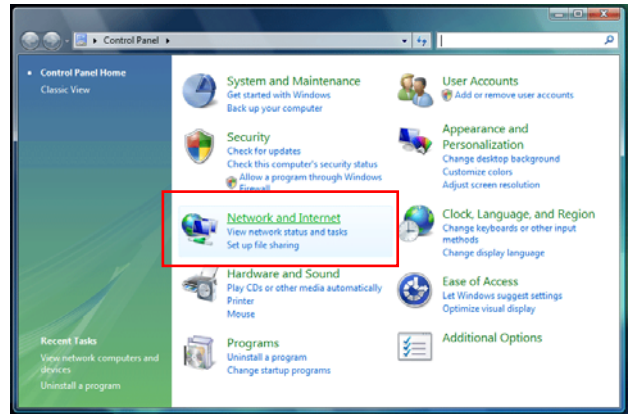 Control Panel
Control Panel Home
Classic View
System and Maintenance
Get started with Windows
Back up your computer
Security
Check for updates
Check this computer's security status
Allow a program through Windows
Firewall
Network and Internet
View network status and tasks
Set up file sharing
Hardware and Sound
Play CDs or other media automatically
Printer
Mouse
Programs
Uninstall a program
Change startup programs
User Accounts
Add or remove user accounts
Appearance and
Personalization
Change desktop background
Customize colors
Adjust screen resolution
Clock, Language, and Region
Change keyboards or other input
methods
Change display language
Ease of Access
Let Windows suggest settings
Optimize visual display
Additional Options
Recent Tasks
View network computers and
devices
Uninstall a program